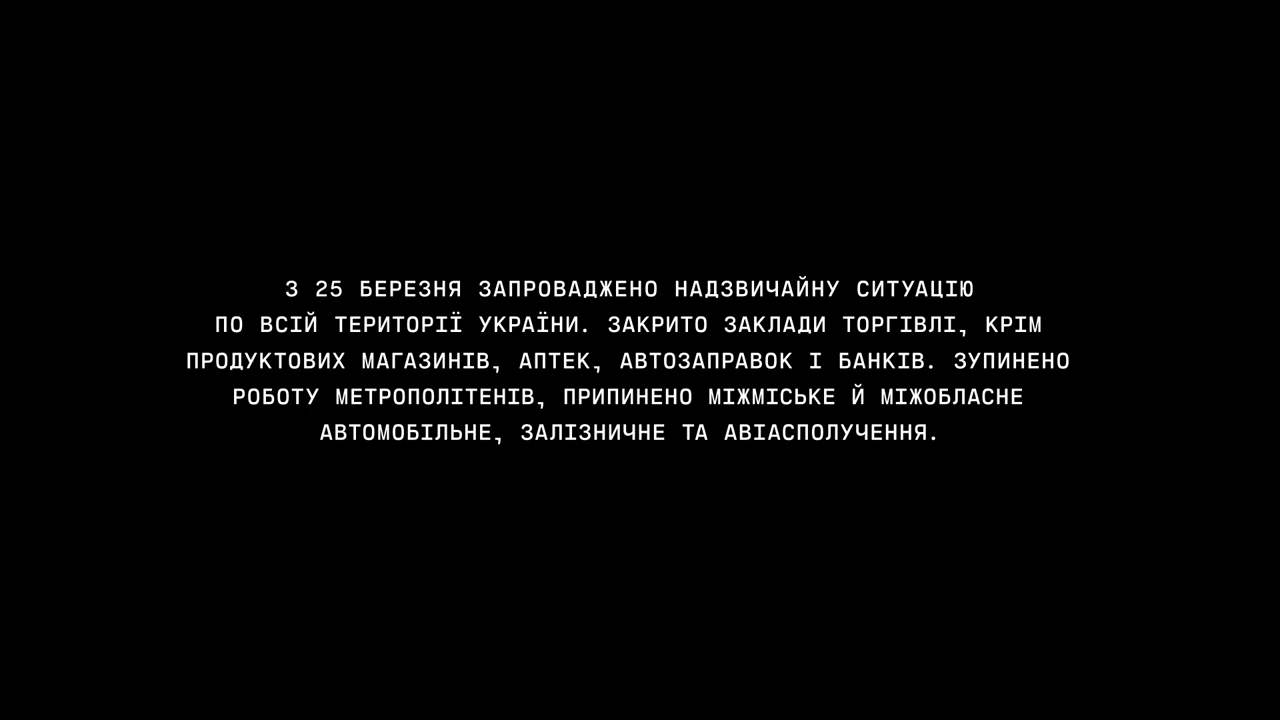 З 25 БЕРЕЗНЯ ЗАПРОВАДЖЕНО НАДЗВИЧАЙНУ СИТУАЦІЮ
ПО ВСІЙ ТЕРИТОРІЇ УКРАЇНИ. ЗАКРИТО ЗАКЛАДИ ТОРГІВЛІ, КРІМ
ПРОДУКТОВИХ МАГАЗИНІВ, АПТЕК, АВТОЗАПРАВОК І БАНКІВ. ЗУПИНЕНО
РОБОТУ МЕТРОПОЛІТЕНІВ, ПРИПИНЕНО МІЖМІСЬКЕ Й МІЖОБЛАСНЕ
АВТОМОБІЛЬНЕ, ЗАЛІЗНИЧНЕ ТА АВІАСПОЛУЧЕННЯ.